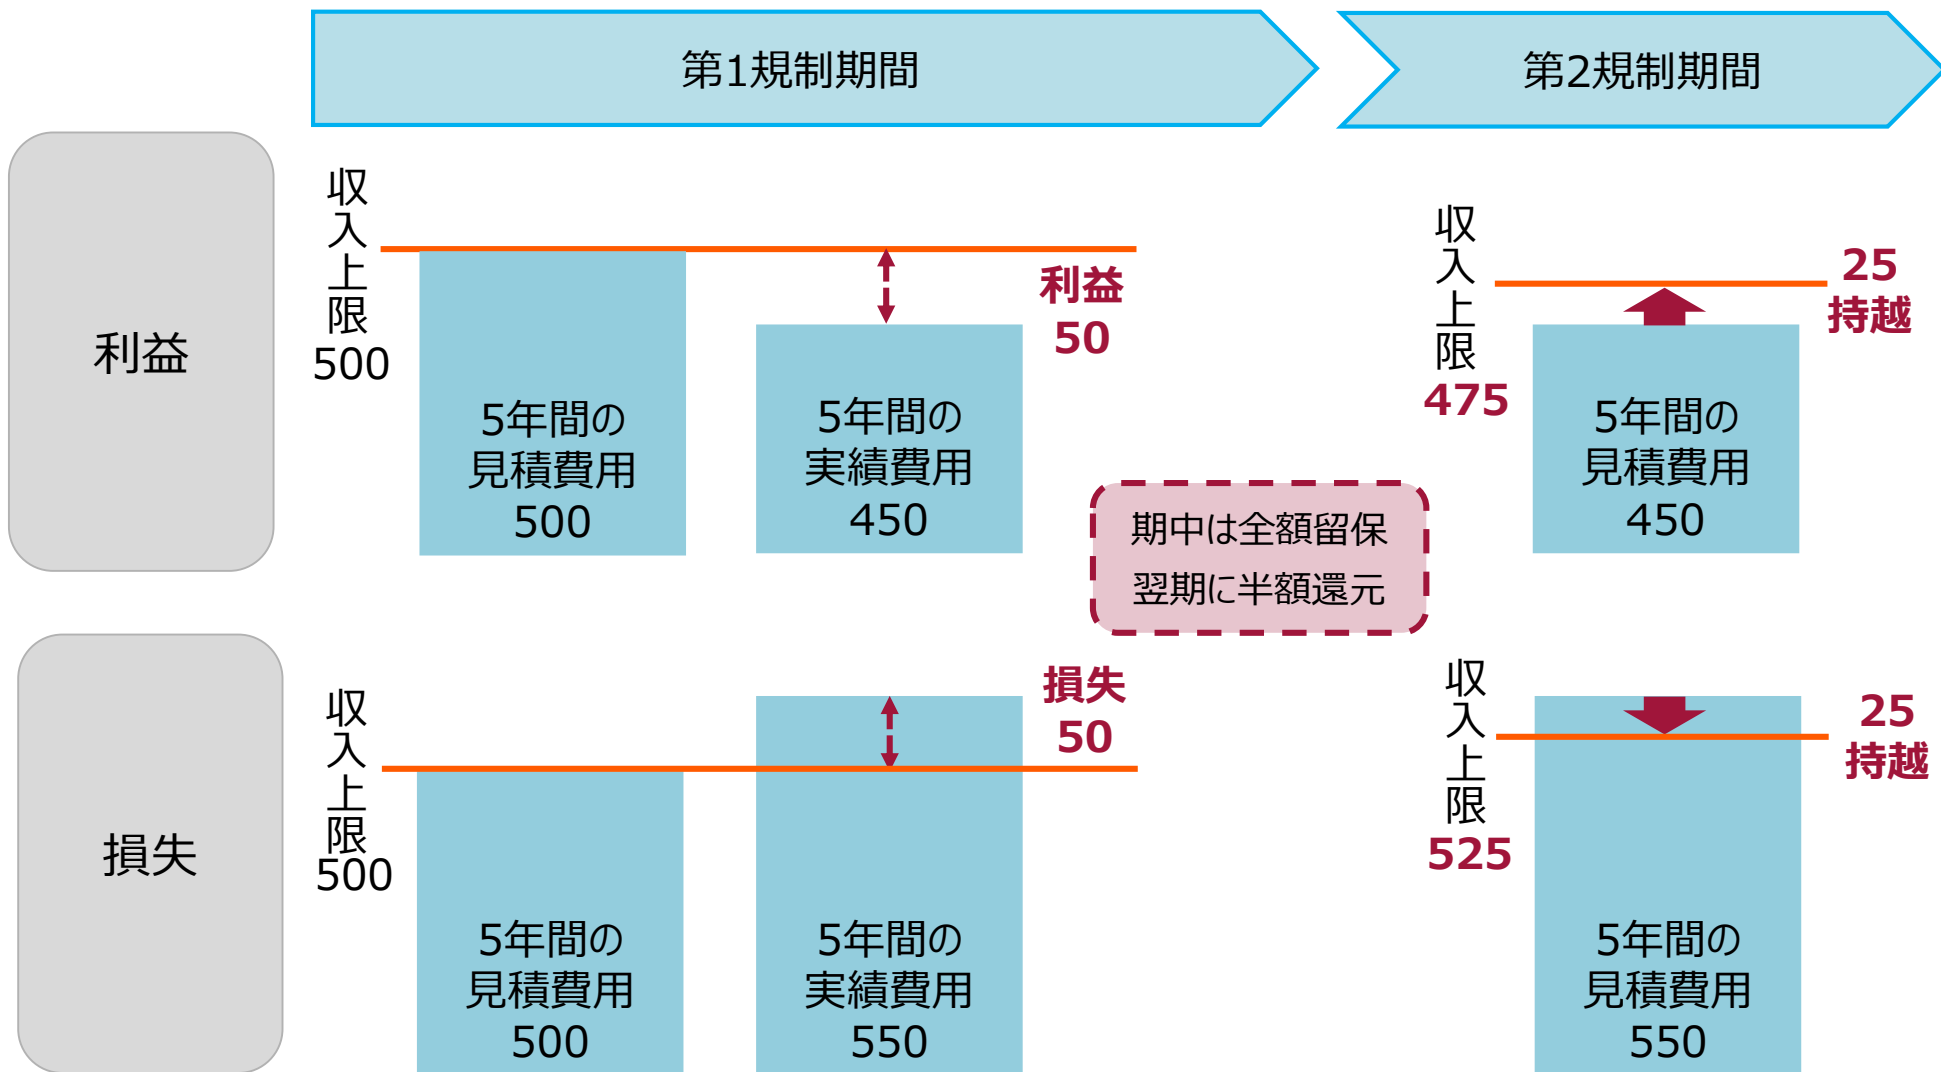 第1規制期間
第2規制期間
利益
収入上限
500
5年間の
見積費用
500
5年間の
実績費用
450
利益
50
収入上限
475
5年間の
見積費用
450
25
持越
期中は全額留保
翌期に半額還元
損失
収入上限
500
5年間の
見積費用
500
5年間の
実績費用
550
損失
50
収入上限
525
5年間の
見積費用
550
25
持越